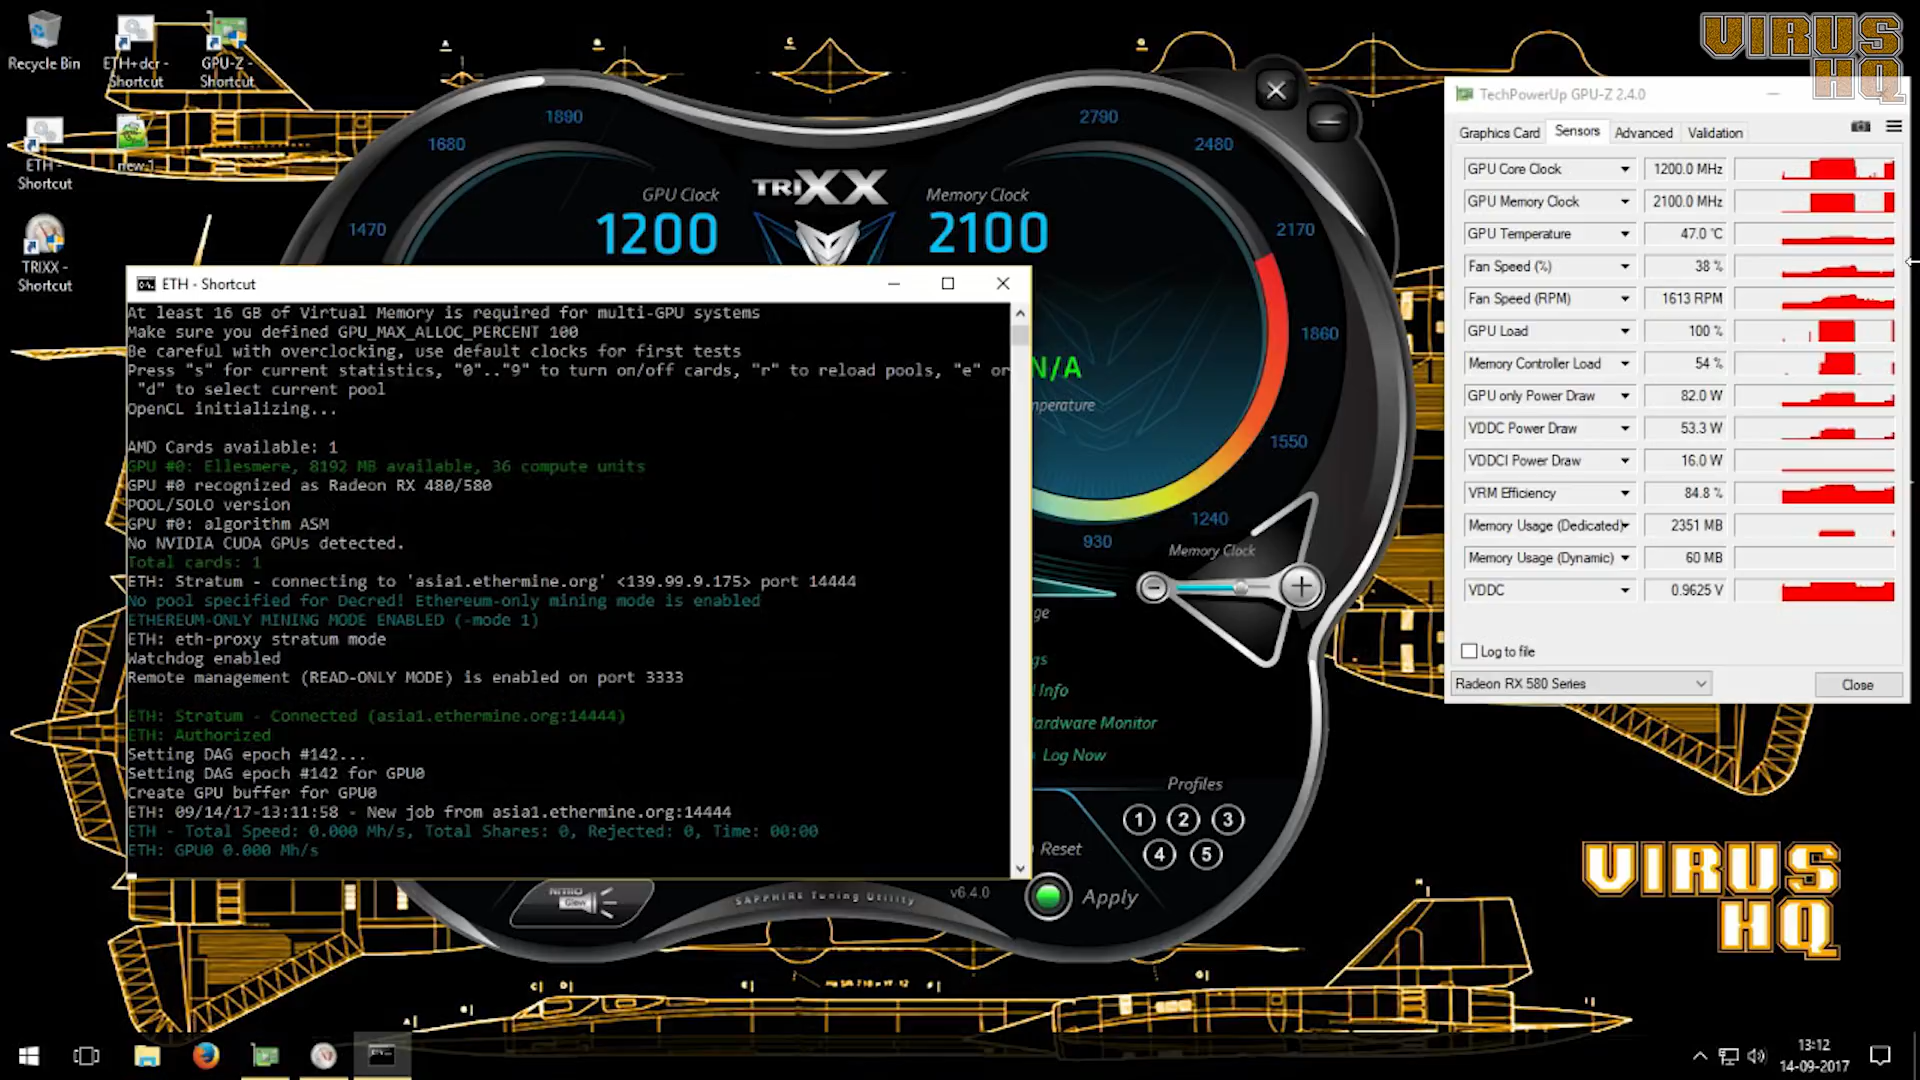 Recycle Bin
ETH+dcr - Shortcut
GPU-Z - Shortcut
ETH - Shortcut
new 1
TRIXX - Shortcut
VIRUS
HQ
1470
1680
1890
GPU Clock
1200
TRIXX
Memory Clock
2100
2790
2480
2170
1860
1550
1240
930
N/A
Memory Clock
Info
Hardware Monitor
Log Now
Profiles
1 2 3
4 5
Reset
Apply
v6.4.0
SAPPHIRE Tuning Utility
NITRO
Glow
ETH - Shortcut
At least 16 GB of Virtual Memory is required for multi-GPU systems
Make sure you defined GPU_MAX_ALLOC_PERCENT 100
Be careful with overclocking, use default clocks for first tests
Press "s" for current statistics, "0".."9" to turn on/off cards, "r" to reload pools, "e" or
"d" to select current pool
OpenCL initializing...
AMD Cards available: 1
GPU #0: Ellesmere, 8192 MB available, 36 compute units
GPU #0 recognized as Radeon RX 480/580
POOL/SOLO version
GPU #0: algorithm ASM
No NVIDIA CUDA GPUs detected.
Total cards: 1
ETH: Stratum - connecting to 'asia1.ethermine.org' <139.99.9.175> port 14444
No pool specified for Decred! Ethereum-only mining mode is enabled
ETHEREUM-ONLY MINING MODE ENABLED (-mode 1)
ETH: eth-proxy stratum mode
Watchdog enabled
Remote management (READ-ONLY MODE) is enabled on port 3333
ETH: Stratum - Connected (asia1.ethermine.org:14444)
ETH: Authorized
Setting DAG epoch #142...
Setting DAG epoch #142 for GPU0
Create GPU buffer for GPU0
ETH: 09/14/17-13:11:58 - New job from asia1.ethermine.org:14444
ETH - Total Speed: 0.000 Mh/s, Total Shares: 0, Rejected: 0, Time: 00:00
ETH: GPU0 0.000 Mh/s
TechPowerUp GPU-Z 2.4.0
Graphics Card Sensors Advanced Validation
GPU Core Clock 1200.0 MHz
GPU Memory Clock 2100.0 MHz
GPU Temperature 47.0 °C
Fan Speed (%) 38 %
Fan Speed (RPM) 1613 RPM
GPU Load 100 %
Memory Controller Load 54 %
GPU only Power Draw 82.0 W
VDDC Power Draw 53.3 W
VDDCI Power Draw 16.0 W
VRM Efficiency 84.8 %
Memory Usage (Dedicated) 2351 MB
Memory Usage (Dynamic) 60 MB
VDDC 0.9625 V
Log to file
Radeon RX 580 Series
Close
VIRUS
HQ
13:12
14-09-2017